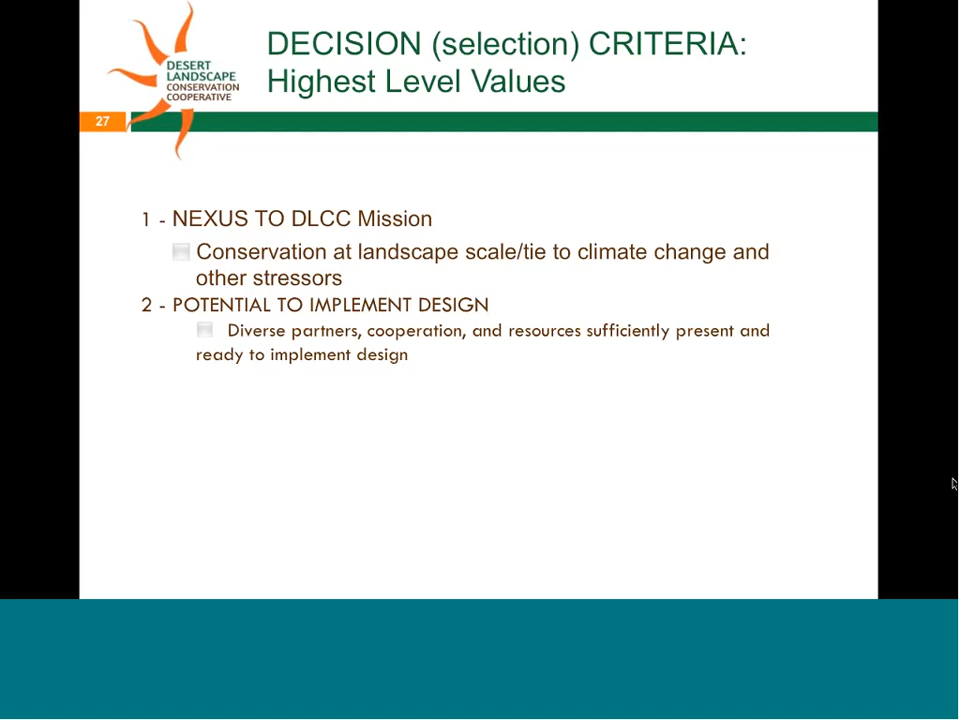 DECISION (selection) CRITERIA:
Highest Level Values
DESERT
LANDSCAPE
CONSERVATION
COOPERATIVE
27
1 - NEXUS TO DLCC Mission
Conservation at landscape scale/tie to climate change and
other stressors
2 - POTENTIAL TO IMPLEMENT DESIGN
Diverse partners, cooperation, and resources sufficiently present and
ready to implement design